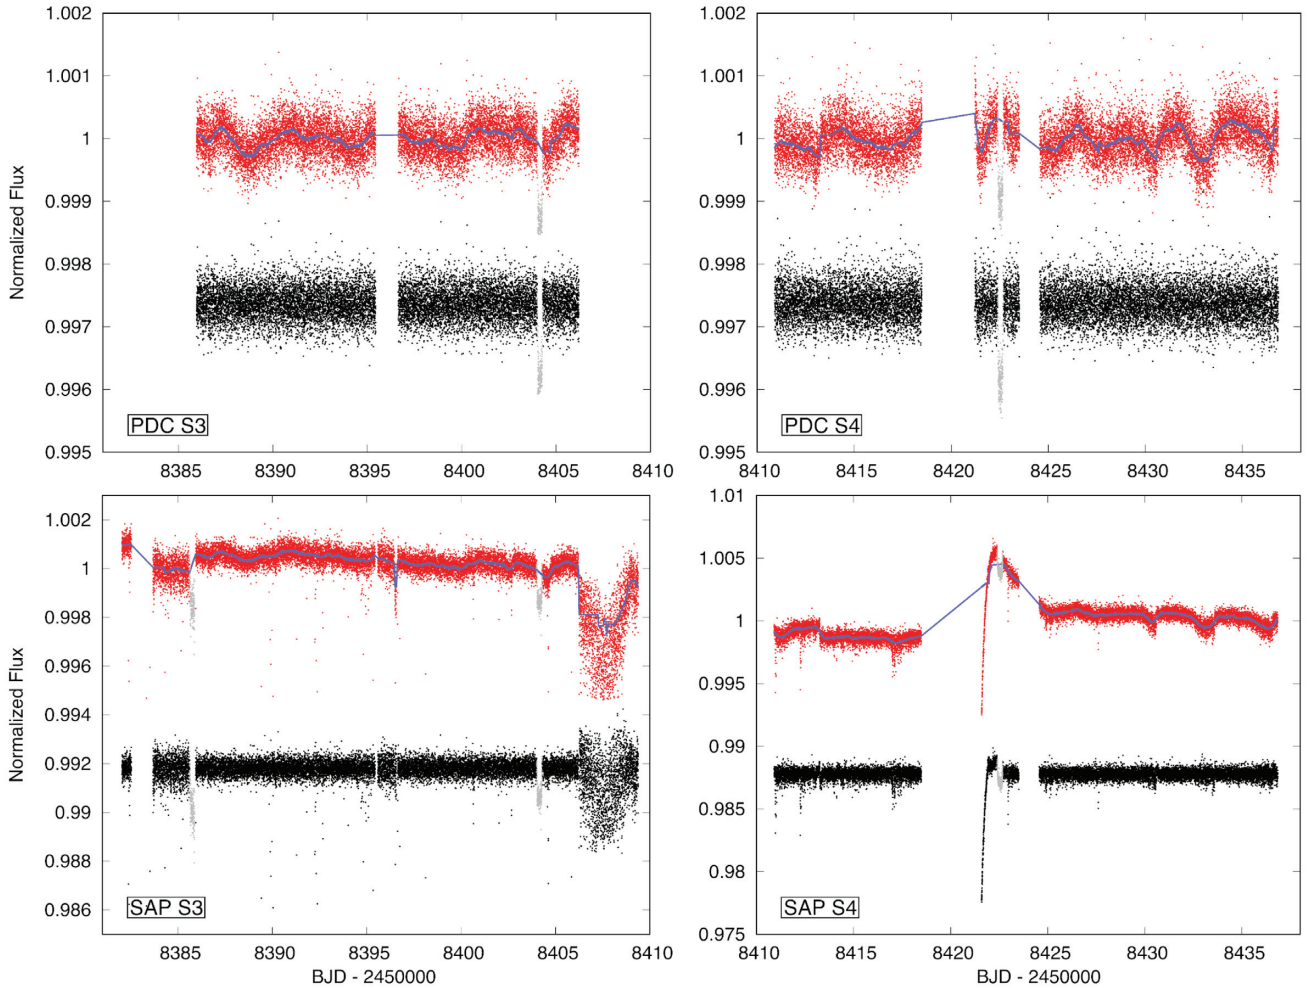 1.002
1.001
1
0.999
0.998
0.997
0.996
0.995
Normalized Flux
PDC S3
8385 8390 8395 8400 8405 8410
1.002
1.001
1
0.999
0.998
0.997
0.996
0.995
PDC S4
8410 8415 8420 8425 8430 8435
1.002
1
0.998
0.996
0.994
0.992
0.99
0.988
0.986
Normalized Flux
SAP S3
8385 8390 8395 8400 8405 8410
BJD - 2450000
1.01
1.005
1
0.995
0.99
0.985
0.98
0.975
SAP S4
8410 8415 8420 8425 8430 8435
BJD - 2450000